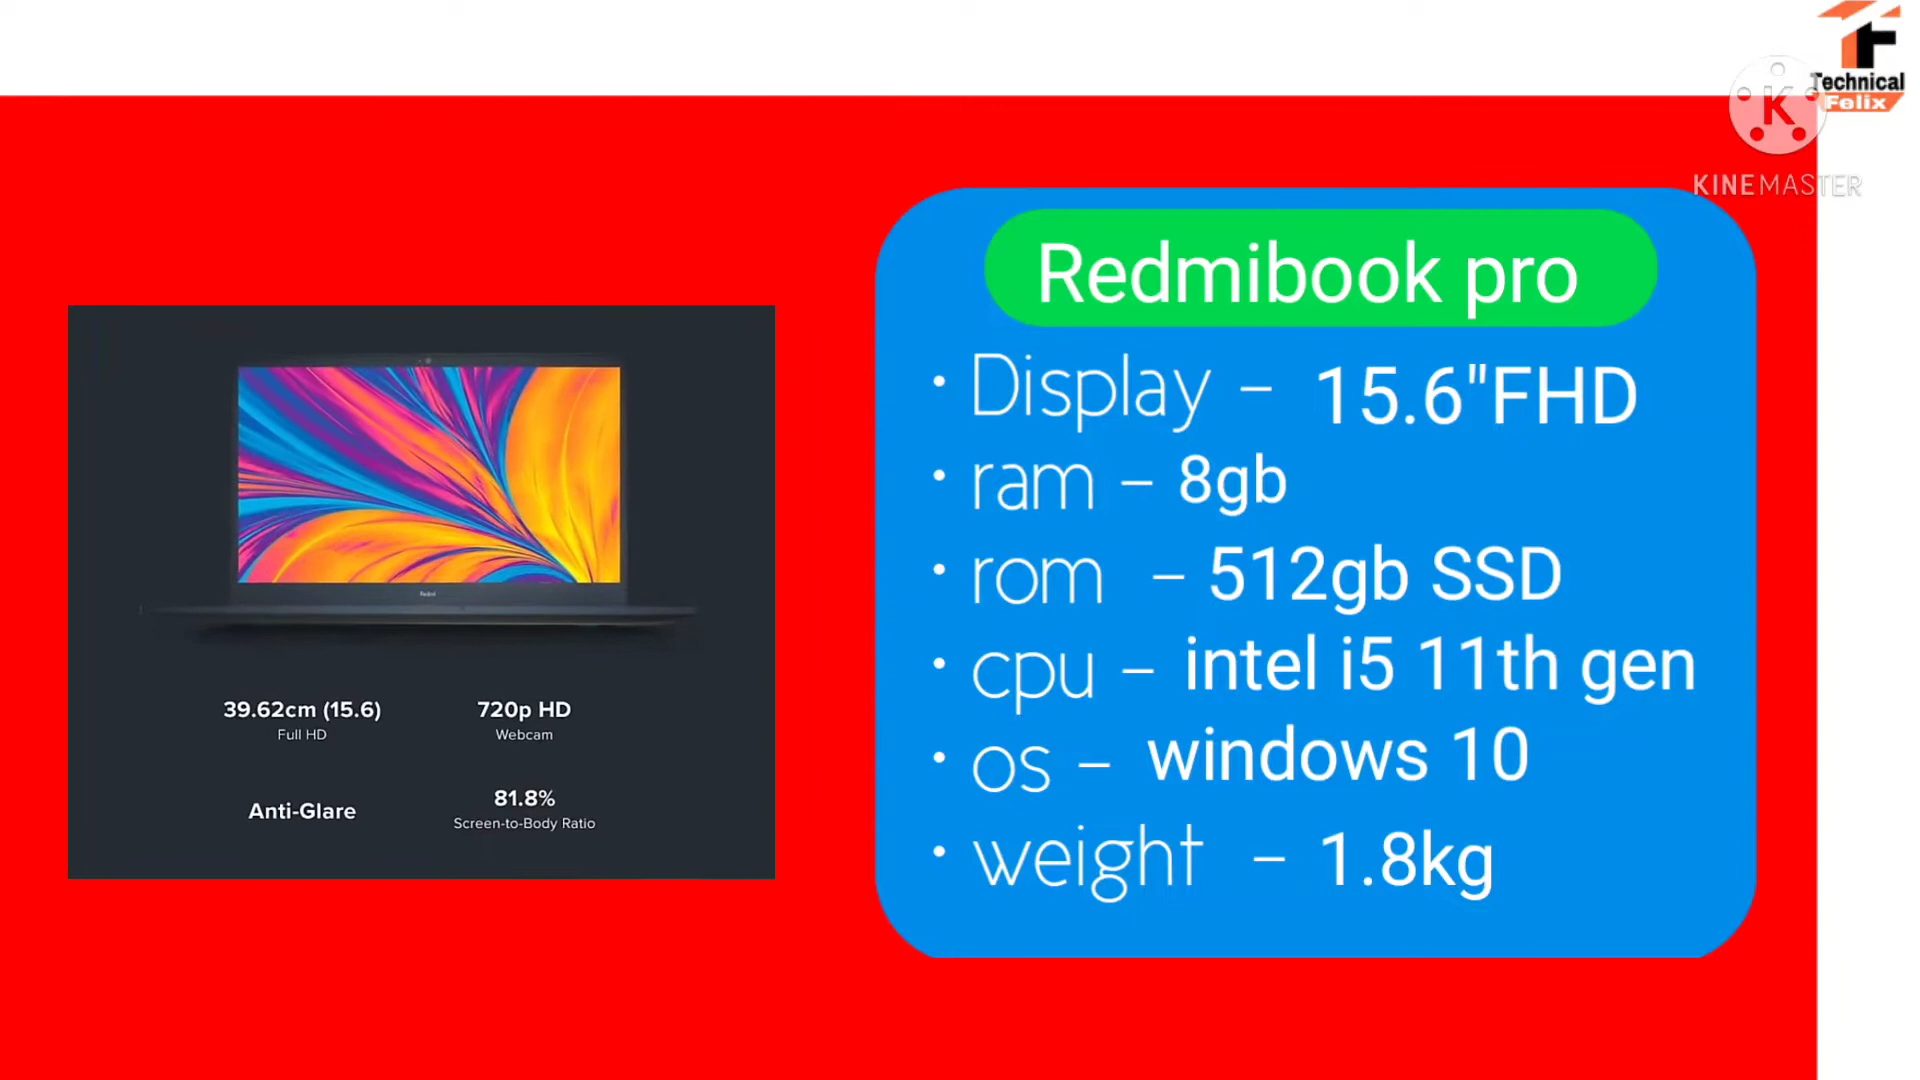 Technical
Felix
K
KINEMASTER
Redmibook pro
• Display – 15.6"FHD
• ram – 8gb
• rom – 512gb SSD
• cpu – intel i5 11th gen
• os – windows 10
• weight – 1.8kg
Redmi
39.62cm (15.6)
Full HD
720p HD
Webcam
Anti-Glare
81.8%
Screen-to-Body Ratio